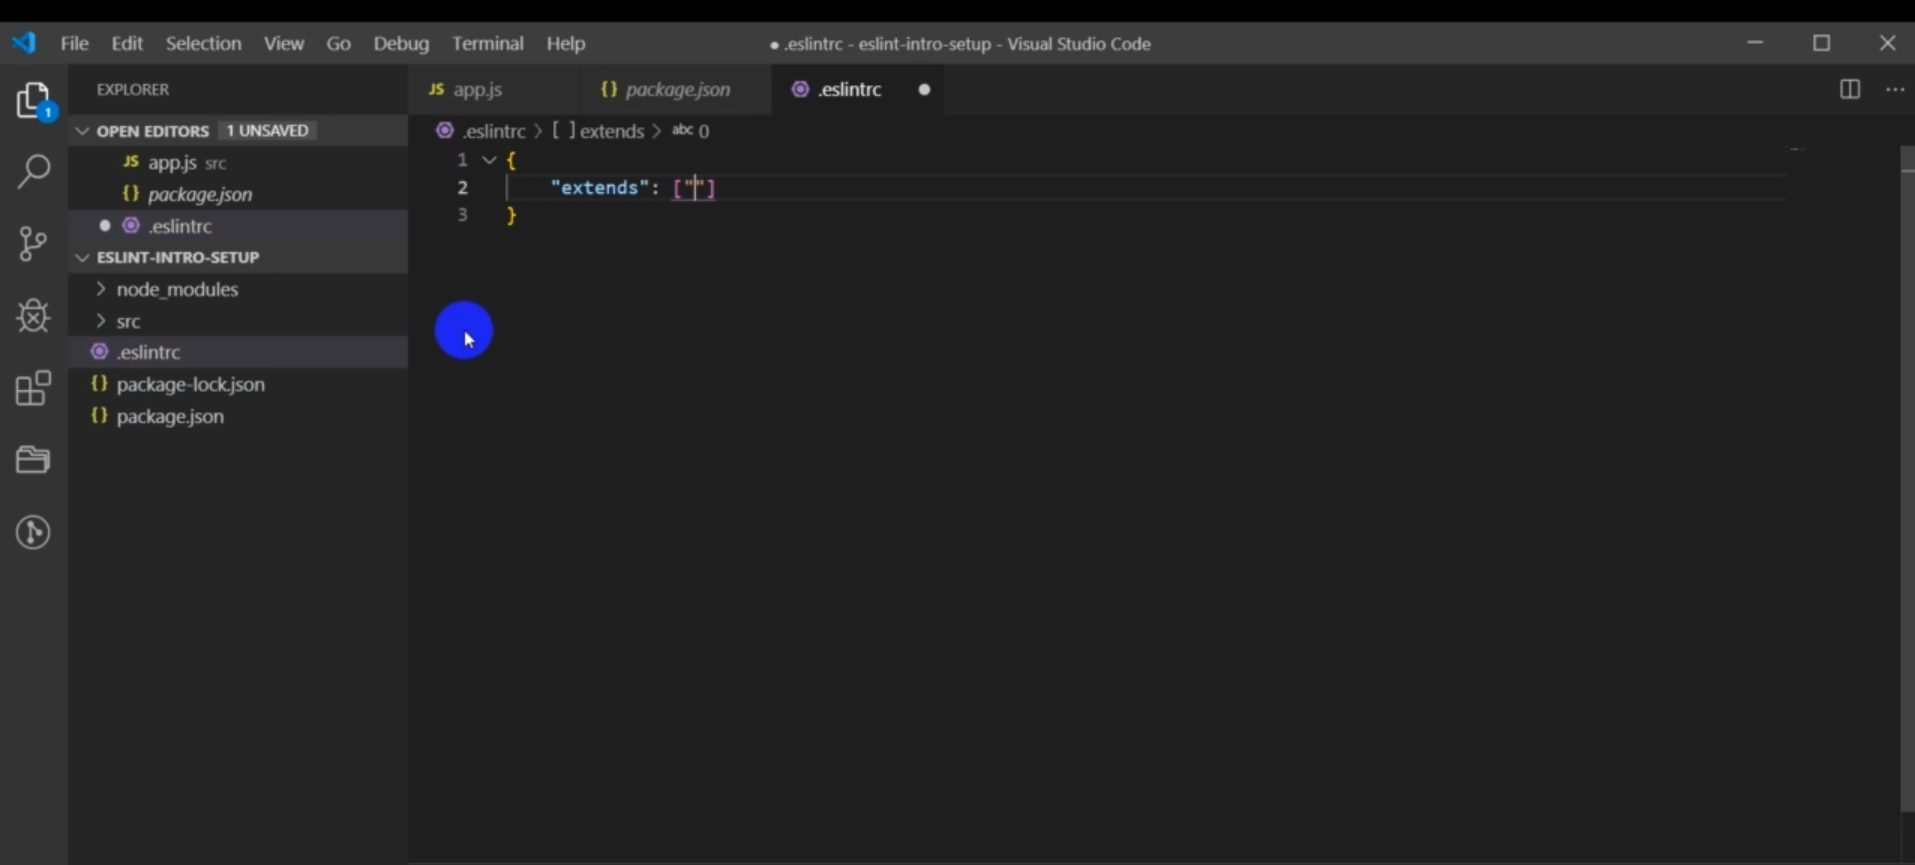 File Edit Selection View Go Debug Terminal Help ● .eslintrc - eslint-intro-setup - Visual Studio Code
EXPLORER
JS app.js {} package.json .eslintrc
OPEN EDITORS 1 UNSAVED
.eslintrc > [ ] extends > abc 0
1 {
JS app.js src
2 "extends": [""]
{} package.json
3 }
.eslintrc
ESLINT-INTRO-SETUP
node_modules
src
.eslintrc
{} package-lock.json
{} package.json
1